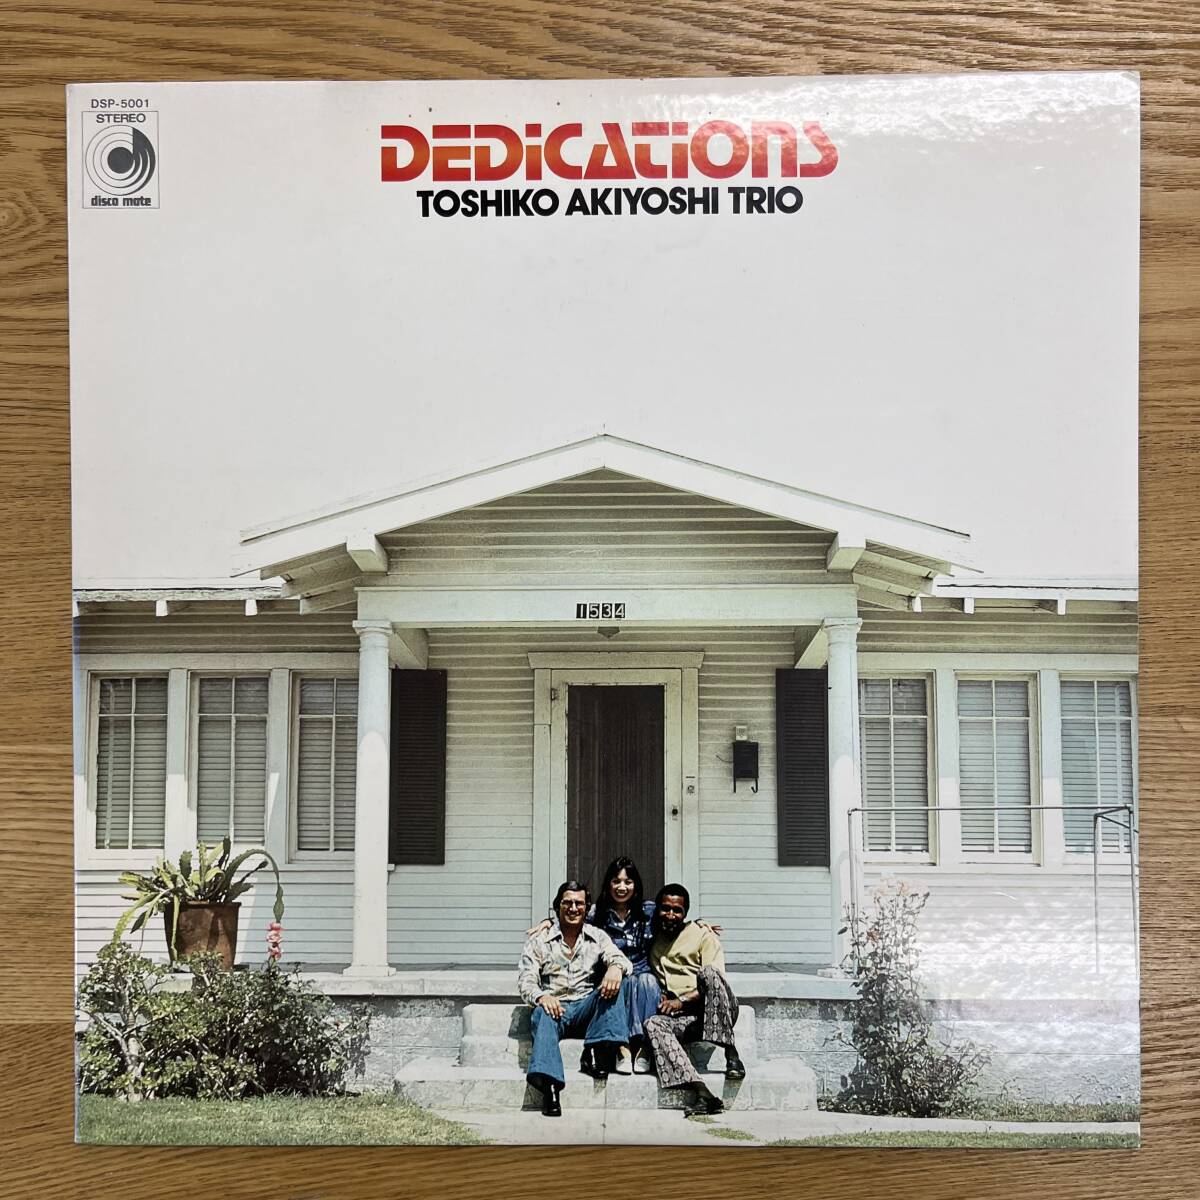 DSP-5001
STEREO
disco mate
DEDiCATiONS
TOSHIKO AKIYOSHI TRIO
1534